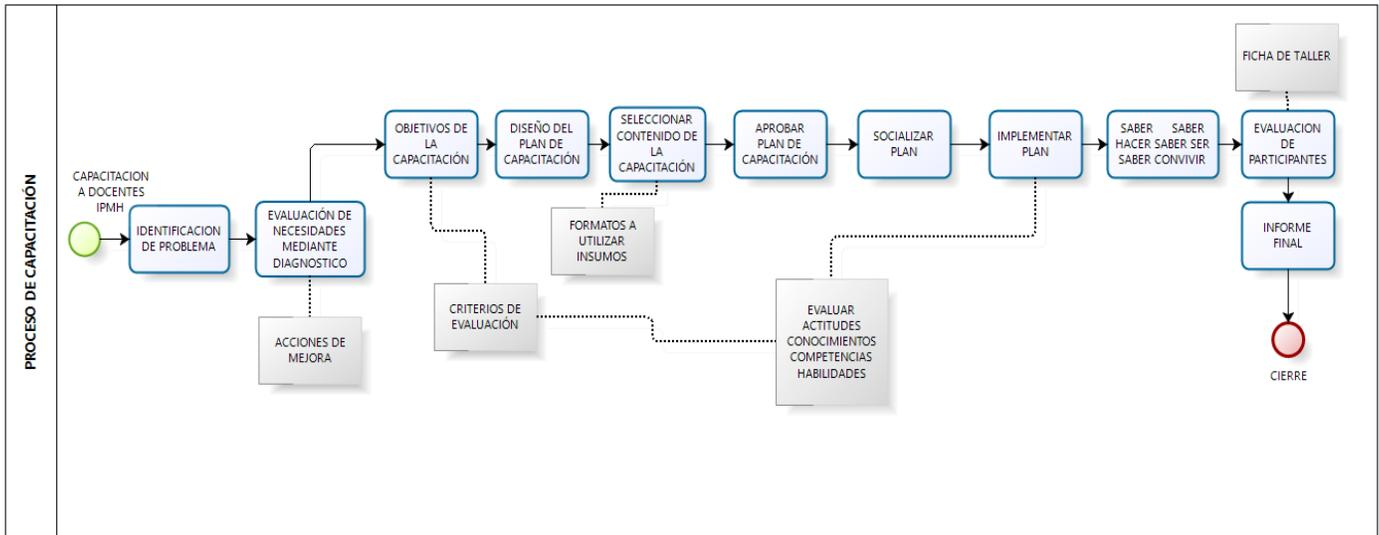 PROCESO DE CAPACITACIÓN
CAPACITACION
A DOCENTES
IPMH
IDENTIFICACION
DE PROBLEMA
EVALUACIÓN DE
NECESIDADES
MEDIANTE
DIAGNOSTICO
ACCIONES DE
MEJORA
OBJETIVOS DE
LA
CAPACITACIÓN
CRITERIOS DE
EVALUACIÓN
DISEÑO DEL
PLAN DE
CAPACITACIÓN
SELECCIONAR
CONTENIDO DE
LA
CAPACITACIÓN
FORMATOS A
UTILIZAR
INSUMOS
APROBAR
PLAN DE
CAPACITACIÓN
SOCIALIZAR
PLAN
IMPLEMENTAR
PLAN
EVALUAR
ACTITUDES
CONOCIMIENTOS
COMPETENCIAS
HABILIDADES
SABER SABER
HACER SABER SER
SABER CONVIVIR
FICHA DE TALLER
EVALUACION
DE
PARTICIPANTES
INFORME
FINAL
CIERRE